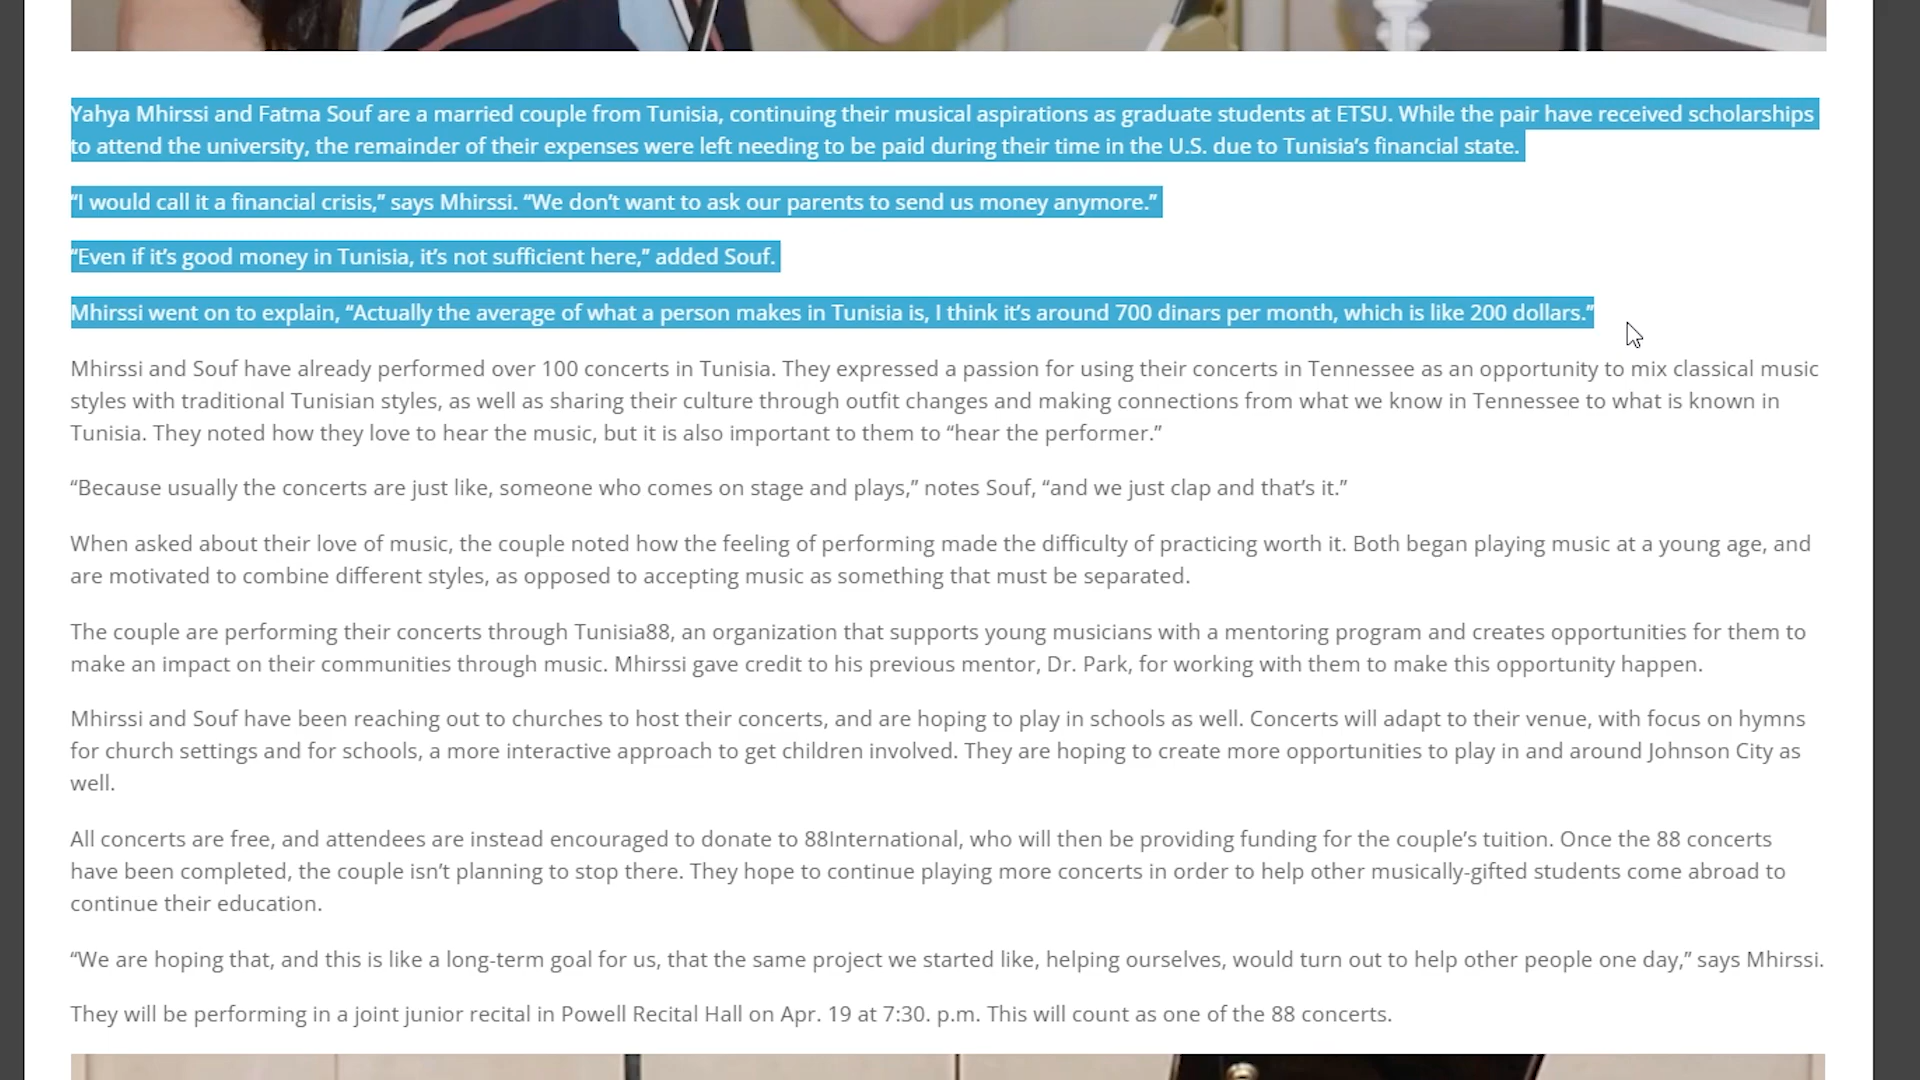 Yahya Mhirssi and Fatma Souf are a married couple from Tunisia, continuing their musical aspirations as graduate students at ETSU. While the pair have received scholarships
to attend the university, the remainder of their expenses were left needing to be paid during their time in the U.S. due to Tunisia’s financial state.
“I would call it a financial crisis,” says Mhirssi. “We don’t want to ask our parents to send us money anymore.”
“Even if it’s good money in Tunisia, it’s not sufficient here,” added Souf.
Mhirssi went on to explain, “Actually the average of what a person makes in Tunisia is, I think it’s around 700 dinars per month, which is like 200 dollars.”
Mhirssi and Souf have already performed over 100 concerts in Tunisia. They expressed a passion for using their concerts in Tennessee as an opportunity to mix classical music
styles with traditional Tunisian styles, as well as sharing their culture through outfit changes and making connections from what we know in Tennessee to what is known in
Tunisia. They noted how they love to hear the music, but it is also important to them to “hear the performer.”
“Because usually the concerts are just like, someone who comes on stage and plays,” notes Souf, “and we just clap and that’s it.”
When asked about their love of music, the couple noted how the feeling of performing made the difficulty of practicing worth it. Both began playing music at a young age, and
are motivated to combine different styles, as opposed to accepting music as something that must be separated.
The couple are performing their concerts through Tunisia88, an organization that supports young musicians with a mentoring program and creates opportunities for them to
make an impact on their communities through music. Mhirssi gave credit to his previous mentor, Dr. Park, for working with them to make this opportunity happen.
Mhirssi and Souf have been reaching out to churches to host their concerts, and are hoping to play in schools as well. Concerts will adapt to their venue, with focus on hymns
for church settings and for schools, a more interactive approach to get children involved. They are hoping to create more opportunities to play in and around Johnson City as
well.
All concerts are free, and attendees are instead encouraged to donate to 88International, who will then be providing funding for the couple’s tuition. Once the 88 concerts
have been completed, the couple isn’t planning to stop there. They hope to continue playing more concerts in order to help other musically-gifted students come abroad to
continue their education.
“We are hoping that, and this is like a long-term goal for us, that the same project we started like, helping ourselves, would turn out to help other people one day,” says Mhirssi.
They will be performing in a joint junior recital in Powell Recital Hall on Apr. 19 at 7:30. p.m. This will count as one of the 88 concerts.